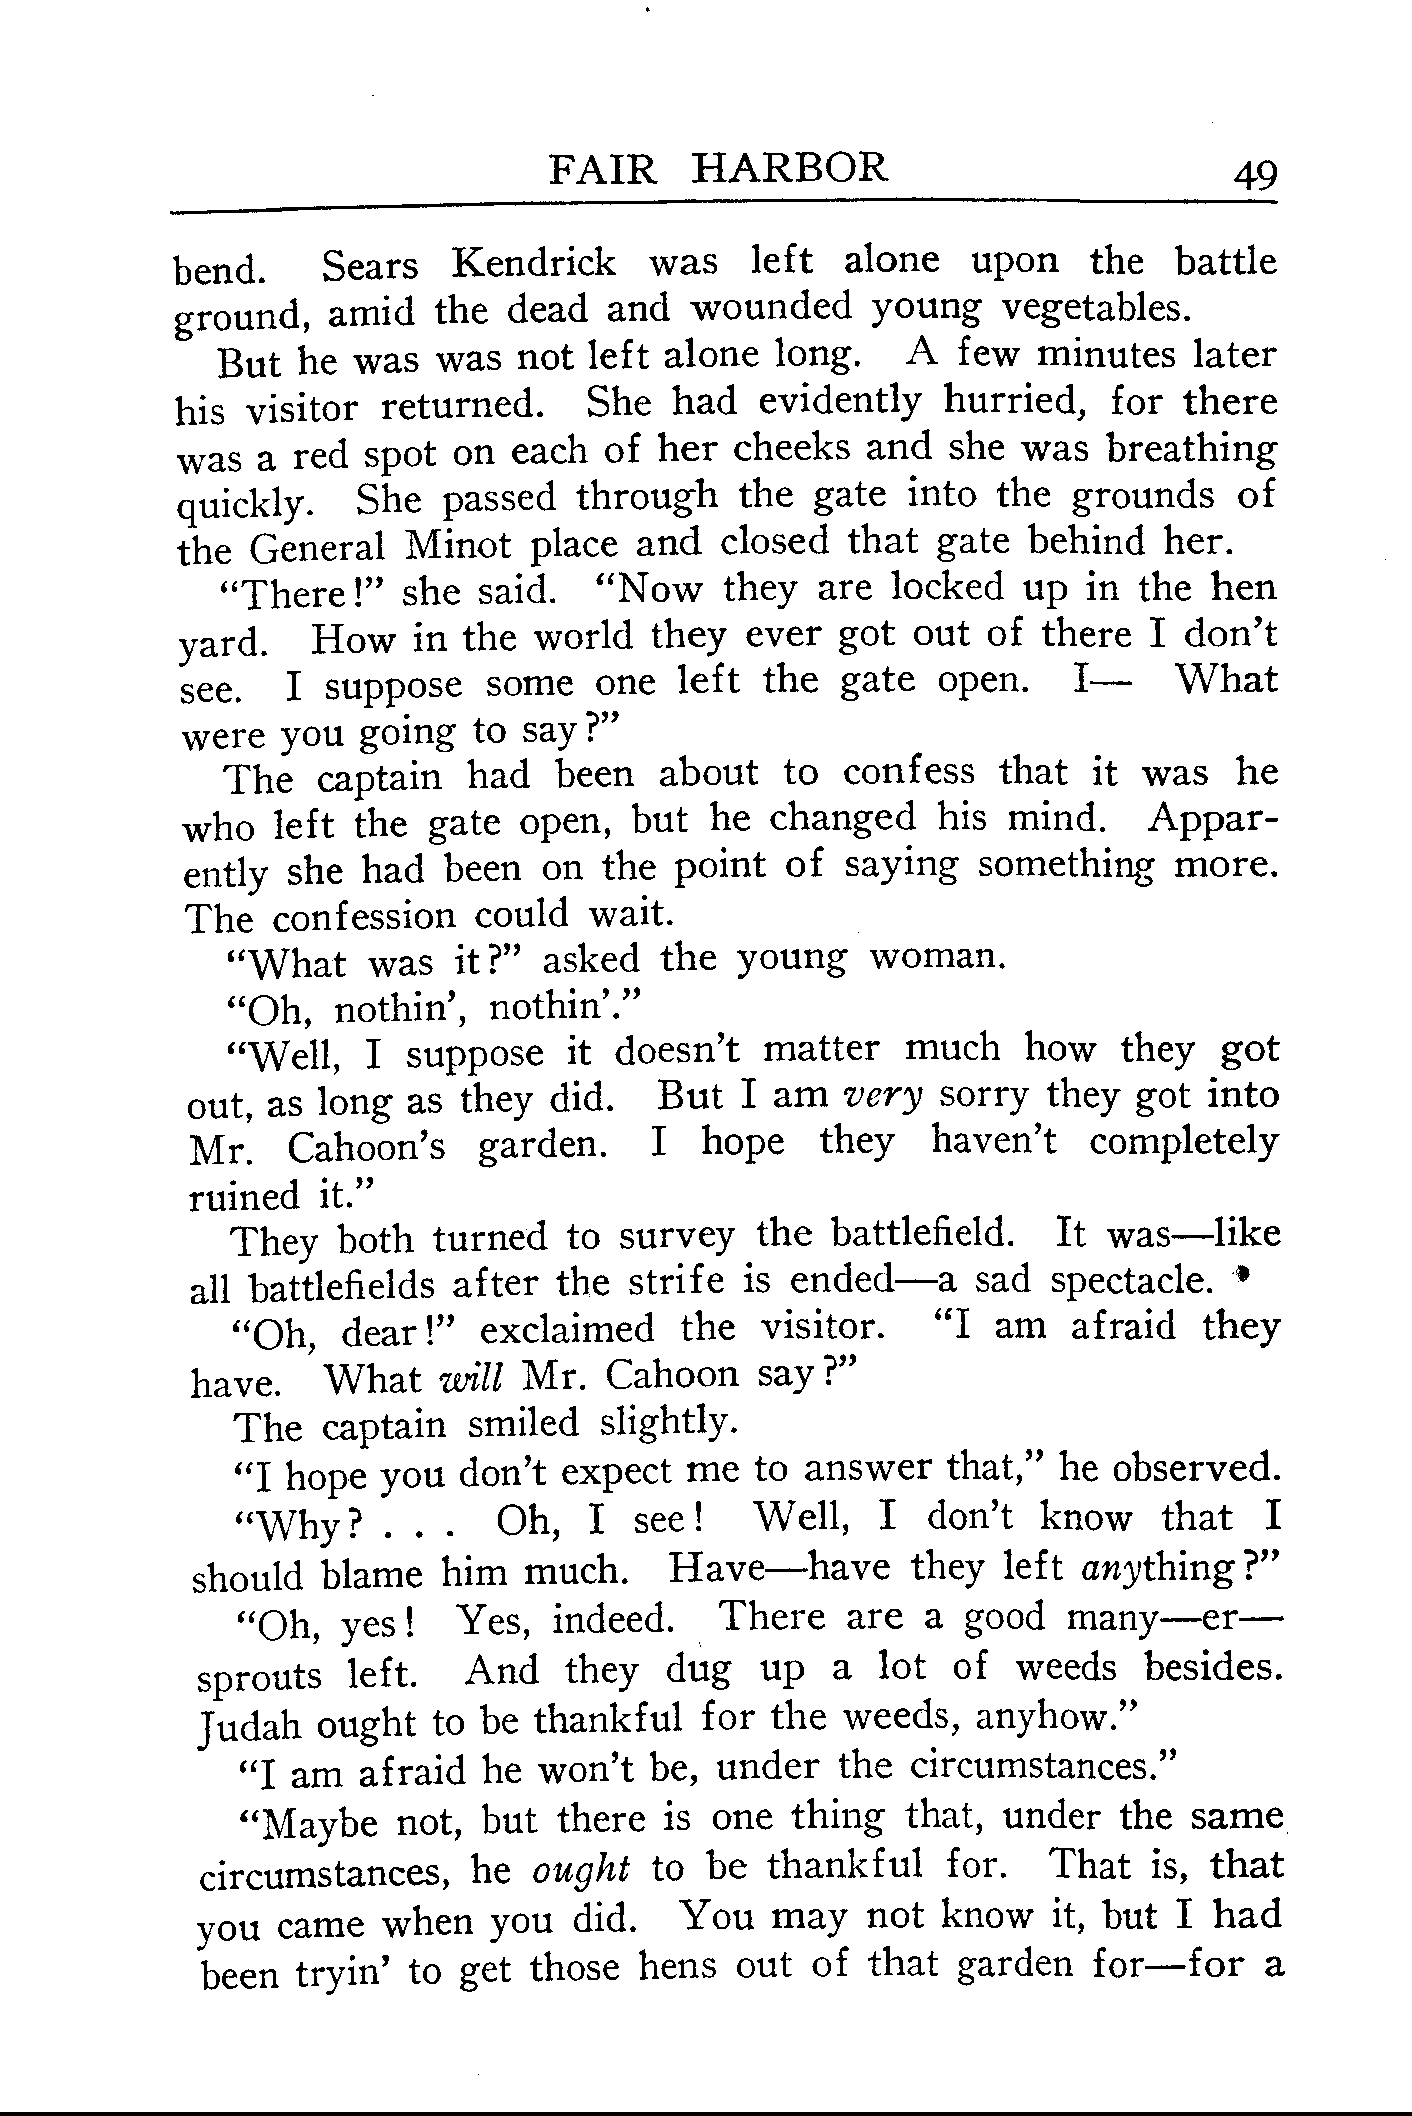 FAIR HARBOR 49
bend. Sears Kendrick was left alone upon the battle
ground, amid the dead and wounded young vegetables.
But he was was not left alone long. A few minutes later
his visitor returned. She had evidently hurried, for there
was a red spot on each of her cheeks and she was breathing
quickly. She passed through the gate into the grounds of
the General Minot place and closed that gate behind her.
“There!” she said. “Now they are locked up in the hen
yard. How in the world they ever got out of there I don’t
see. I suppose some one left the gate open. I— What
were you going to say?”
The captain had been about to confess that it was he
who left the gate open, but he changed his mind. Appar-
ently she had been on the point of saying something more.
The confession could wait.
“What was it?” asked the young woman.
“Oh, nothin’, nothin’.”
“Well, I suppose it doesn’t matter much how they got
out, as long as they did. But I am very sorry they got into
Mr. Cahoon’s garden. I hope they haven’t completely
ruined it.”
They both turned to survey the battlefield. It was—like
all battlefields after the strife is ended—a sad spectacle.
“Oh, dear!” exclaimed the visitor. “I am afraid they
have. What will Mr. Cahoon say?”
The captain smiled slightly.
“I hope you don’t expect me to answer that,” he observed.
“Why? . . . Oh, I see! Well, I don’t know that I
should blame him much. Have—have they left anything?”
“Oh, yes! Yes, indeed. There are a good many—er—
sprouts left. And they dug up a lot of weeds besides.
Judah ought to be thankful for the weeds, anyhow.”
“I am afraid he won’t be, under the circumstances.”
“Maybe not, but there is one thing that, under the same
circumstances, he ought to be thankful for. That is, that
you came when you did. You may not know it, but I had
been tryin’ to get those hens out of that garden for—for a